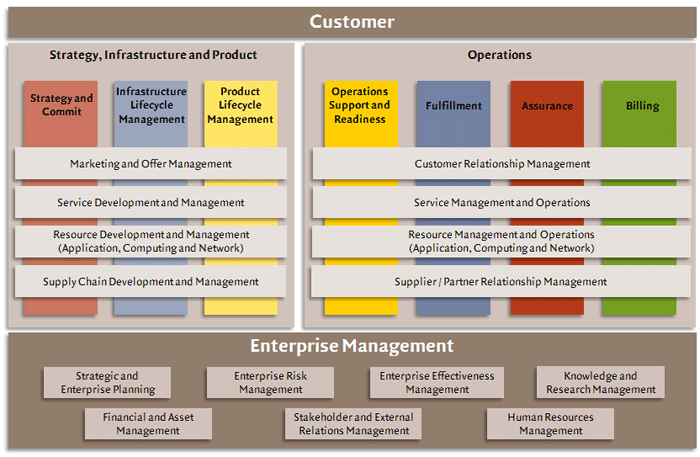 Customer
Strategy, Infrastructure and Product
Operations
Strategy and
Commit
Infrastructure
Lifecycle
Management
Product
Lifecycle
Management
Operations
Support and
Readiness
Fulfillment
Assurance
Billing
Marketing and Offer Management
Customer Relationship Management
Service Development and Management
Service Management and Operations
Resource Development and Management
(Application, Computing and Network)
Resource Management and Operations
(Application, Computing and Network)
Supply Chain Development and Management
Supplier / Partner Relationship Management
Enterprise Management
Strategic and
Enterprise Planning
Enterprise Risk
Management
Enterprise Effectiveness
Management
Knowledge and
Research Management
Financial and Asset
Management
Stakeholder and External
Relations Management
Human Resources
Management